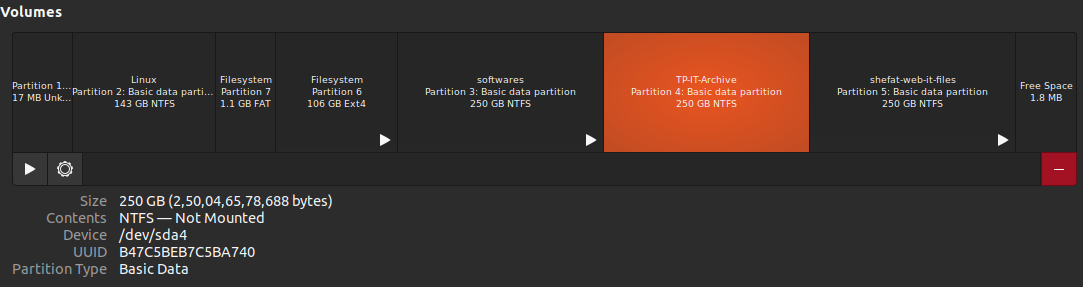 Volumes
Partition 1...
17 MB Unk...
Linux
Partition 2: Basic data parti...
143 GB NTFS
Filesystem
Partition 7
1.1 GB FAT
Filesystem
Partition 6
106 GB Ext4
softwares
Partition 3: Basic data partition
250 GB NTFS
TP-IT-Archive
Partition 4: Basic data partition
250 GB NTFS
shefat-web-it-files
Partition 5: Basic data partition
250 GB NTFS
Free Space
1.8 MB
Size 250 GB (2,50,04,65,78,688 bytes)
Contents NTFS — Not Mounted
Device /dev/sda4
UUID B47C5BEB7C5BA740
Partition Type Basic Data